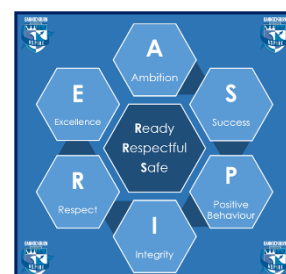 A
Ambition
S
Success
P
Positive
Behaviour
I
Integrity
R
Respect
E
Excellence
Ready
Respectful
Safe